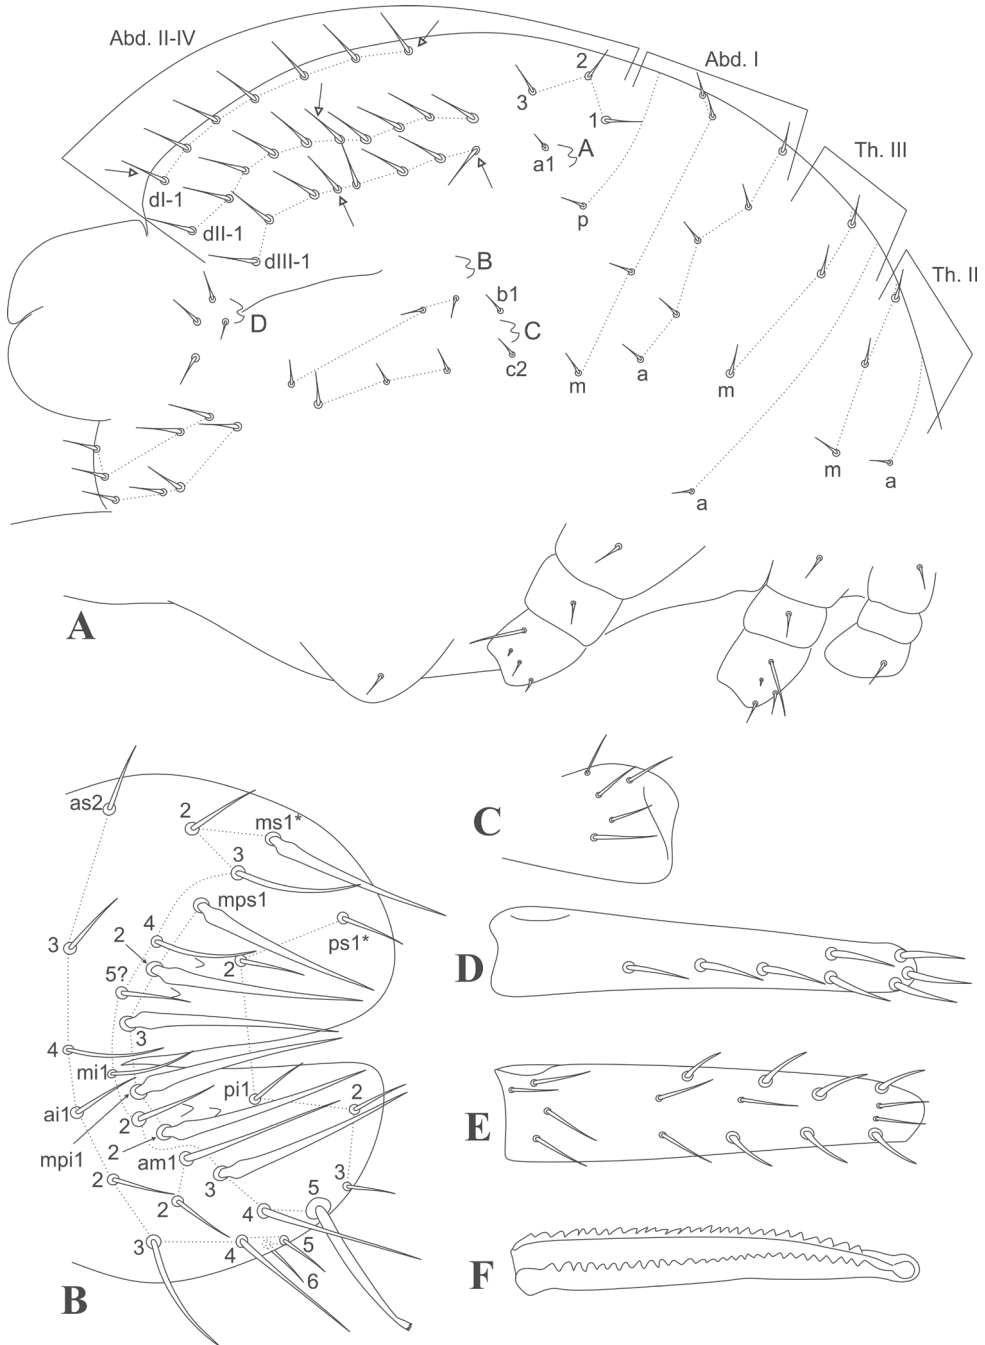 Abd. II-IV
Abd. I
2
3
1
Th. III
A
a1
dI-1
p
dII-1
dIII-1
Th. II
B
b1
D
C
c2
m
a
m
m
a
a
A
as2
2
ms1*
C
3
mps1
4
ps1*
3
2
2
D
5?
3
4
mi1
pi1
2
ai1
2
E
mpi1
2
am1
3
3
2
2
5
4
3
4
5
F
6
B